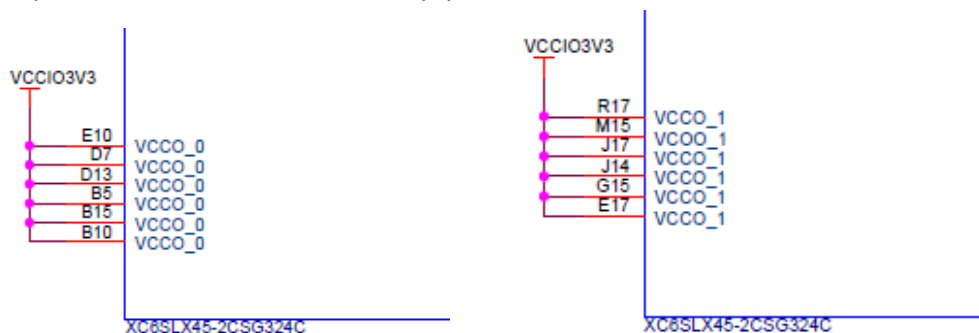 VCCIO3V3
E10 VCCO_0
D7 VCCO_0
D13 VCCO_0
B5 VCCO_0
B15 VCCO_0
B10 VCCO_0
XC6SLX45-2CSG324C
VCCIO3V3
R17 VCCO_1
M15 VCOO_1
J17 VCCO_1
J14 VCCO_1
G15 VCCO_1
E17 VCCO_1
XC6SLX45-2CSG324C